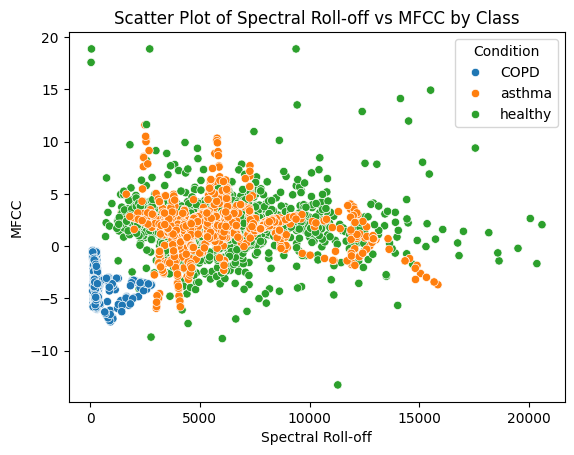 Scatter Plot of Spectral Roll-off vs MFCC by Class
20
15
10
5
0
−5
−10
MFCC
Condition
COPD
asthma
healthy
0 5000 10000 15000 20000
Spectral Roll-off